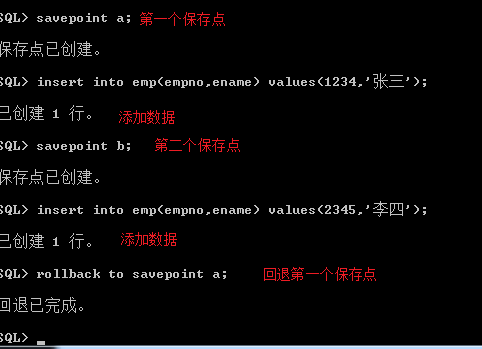 SQL> savepoint a; 第一个保存点
保存点已创建。
SQL> insert into emp(empno,ename) values(1234,'张三');
已创建 1 行。 添加数据
SQL> savepoint b; 第二个保存点
保存点已创建。
SQL> insert into emp(empno,ename) values(2345,'李四');
已创建 1 行。 添加数据
SQL> rollback to savepoint a; 回退第一个保存点
回退已完成。
SQL>